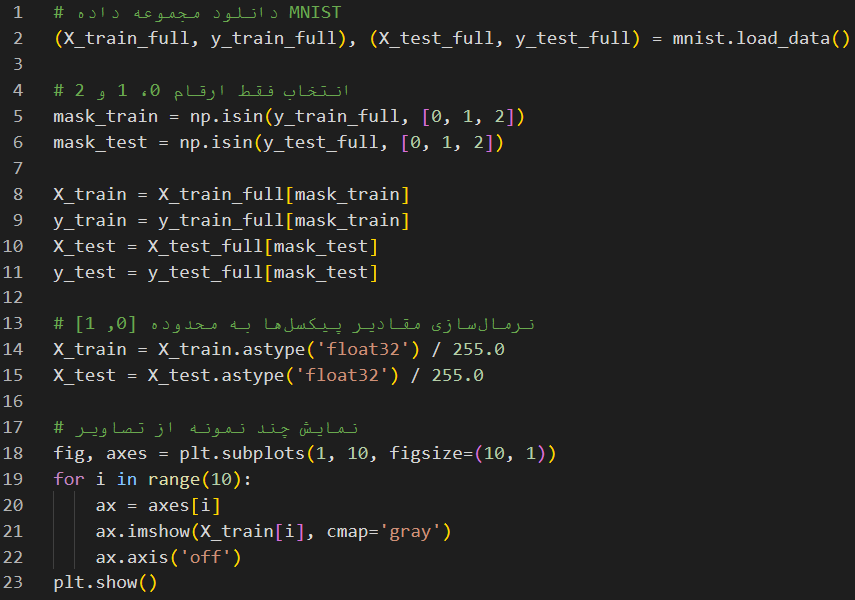 1 # دانلود مجموعه داده MNIST
2 (X_train_full, y_train_full), (X_test_full, y_test_full) = mnist.load_data()
3
4 # انتخاب فقط ارقام 0، 1 و 2
5 mask_train = np.isin(y_train_full, [0, 1, 2])
6 mask_test = np.isin(y_test_full, [0, 1, 2])
7
8 X_train = X_train_full[mask_train]
9 y_train = y_train_full[mask_train]
10 X_test = X_test_full[mask_test]
11 y_test = y_test_full[mask_test]
12
13 # نرمال‌سازی مقادیر پیکسل‌ها به محدوده [0, 1]
14 X_train = X_train.astype('float32') / 255.0
15 X_test = X_test.astype('float32') / 255.0
16
17 # نمایش چند نمونه از تصاویر
18 fig, axes = plt.subplots(1, 10, figsize=(10, 1))
19 for i in range(10):
20     ax = axes[i]
21     ax.imshow(X_train[i], cmap='gray')
22     ax.axis('off')
23 plt.show()